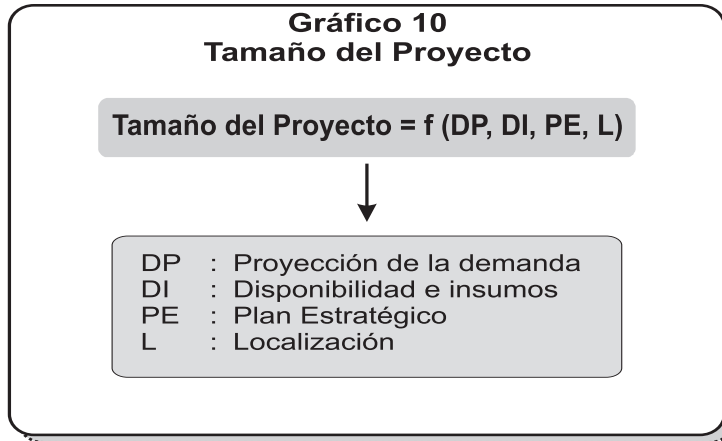 Gráfico 10
Tamaño del Proyecto
Tamaño del Proyecto = f (DP, DI, PE, L)
DP : Proyección de la demanda
DI : Disponibilidad e insumos
PE : Plan Estratégico
L : Localización